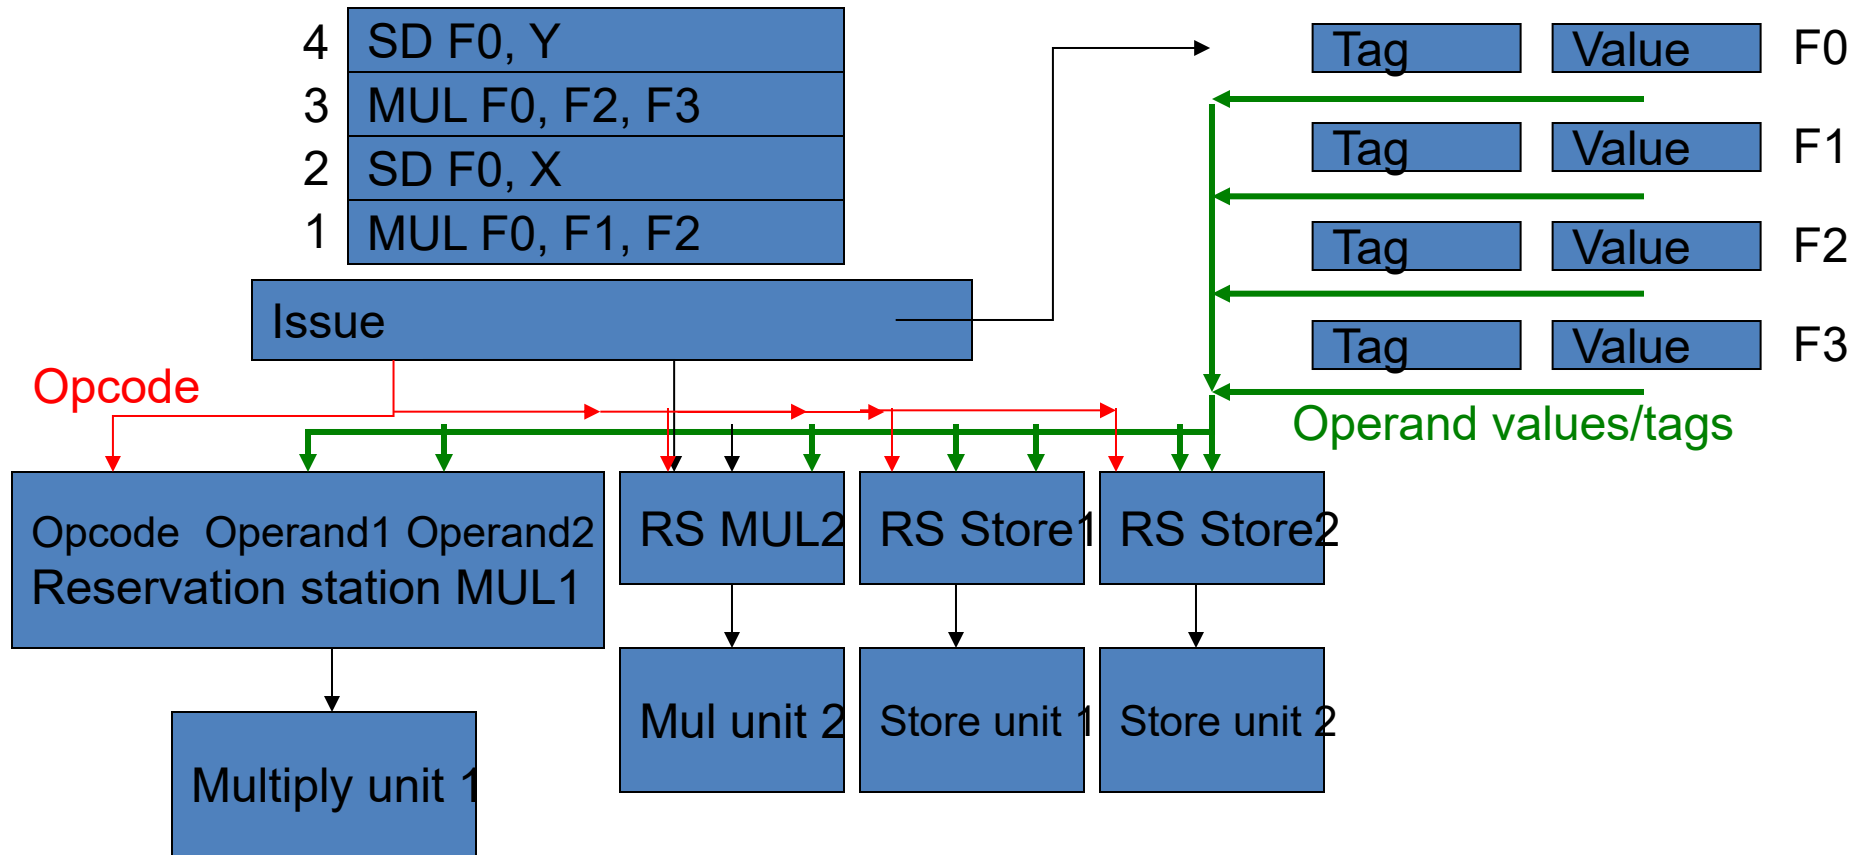 4 SD F0, Y
3 MUL F0, F2, F3
2 SD F0, X
1 MUL F0, F1, F2
Issue
Tag Value F0
Tag Value F1
Tag Value F2
Tag Value F3
Opcode
Operand values/tags
Opcode Operand1 Operand2
Reservation station MUL1
RS MUL2
RS Store1
RS Store2
Multiply unit 1
Mul unit 2
Store unit 1
Store unit 2